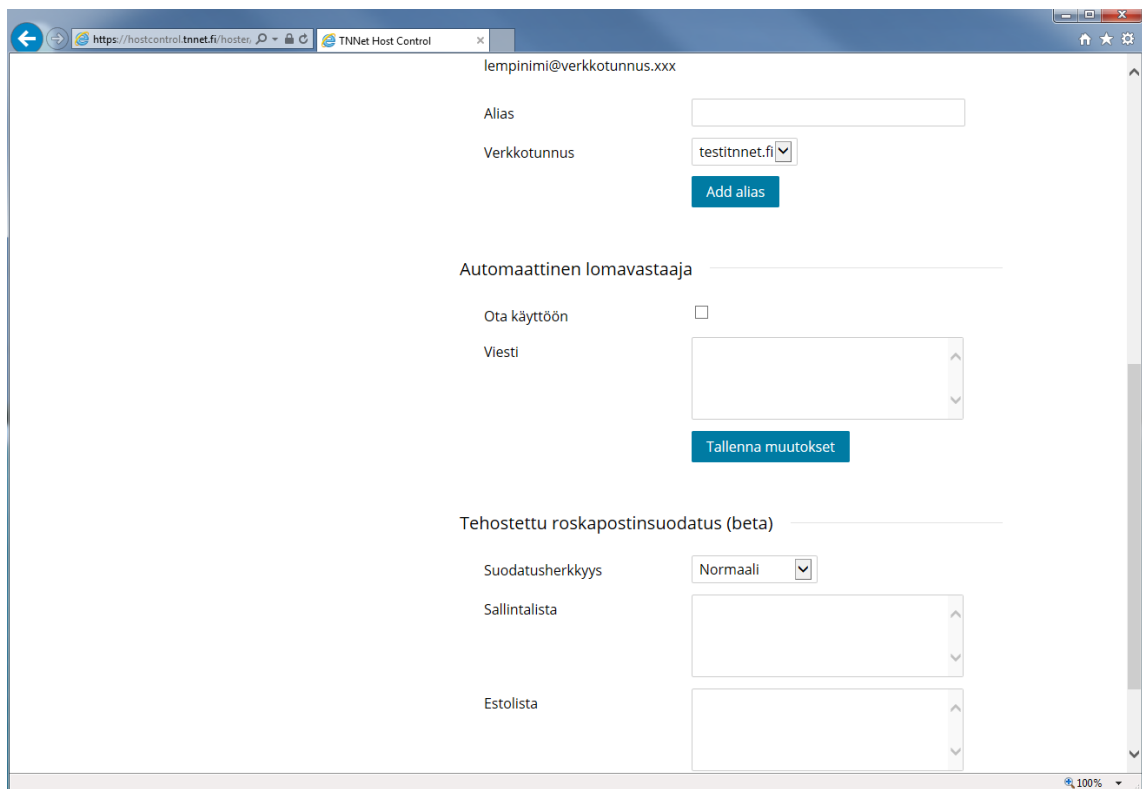 https://hostcontrol.tnnet.fi/hoster,
TNNet Host Control
lempinimi@verkkotunnus.xxx
Alias
Verkkotunnus testitnnet.fi
Add alias
Automaattinen lomavastaaja
Ota käyttöön
Viesti
Tallenna muutokset
Tehostettu roskapostinsuodatus (beta)
Suodatusherkkyys Normaali
Sallintalista
Estolista
100%